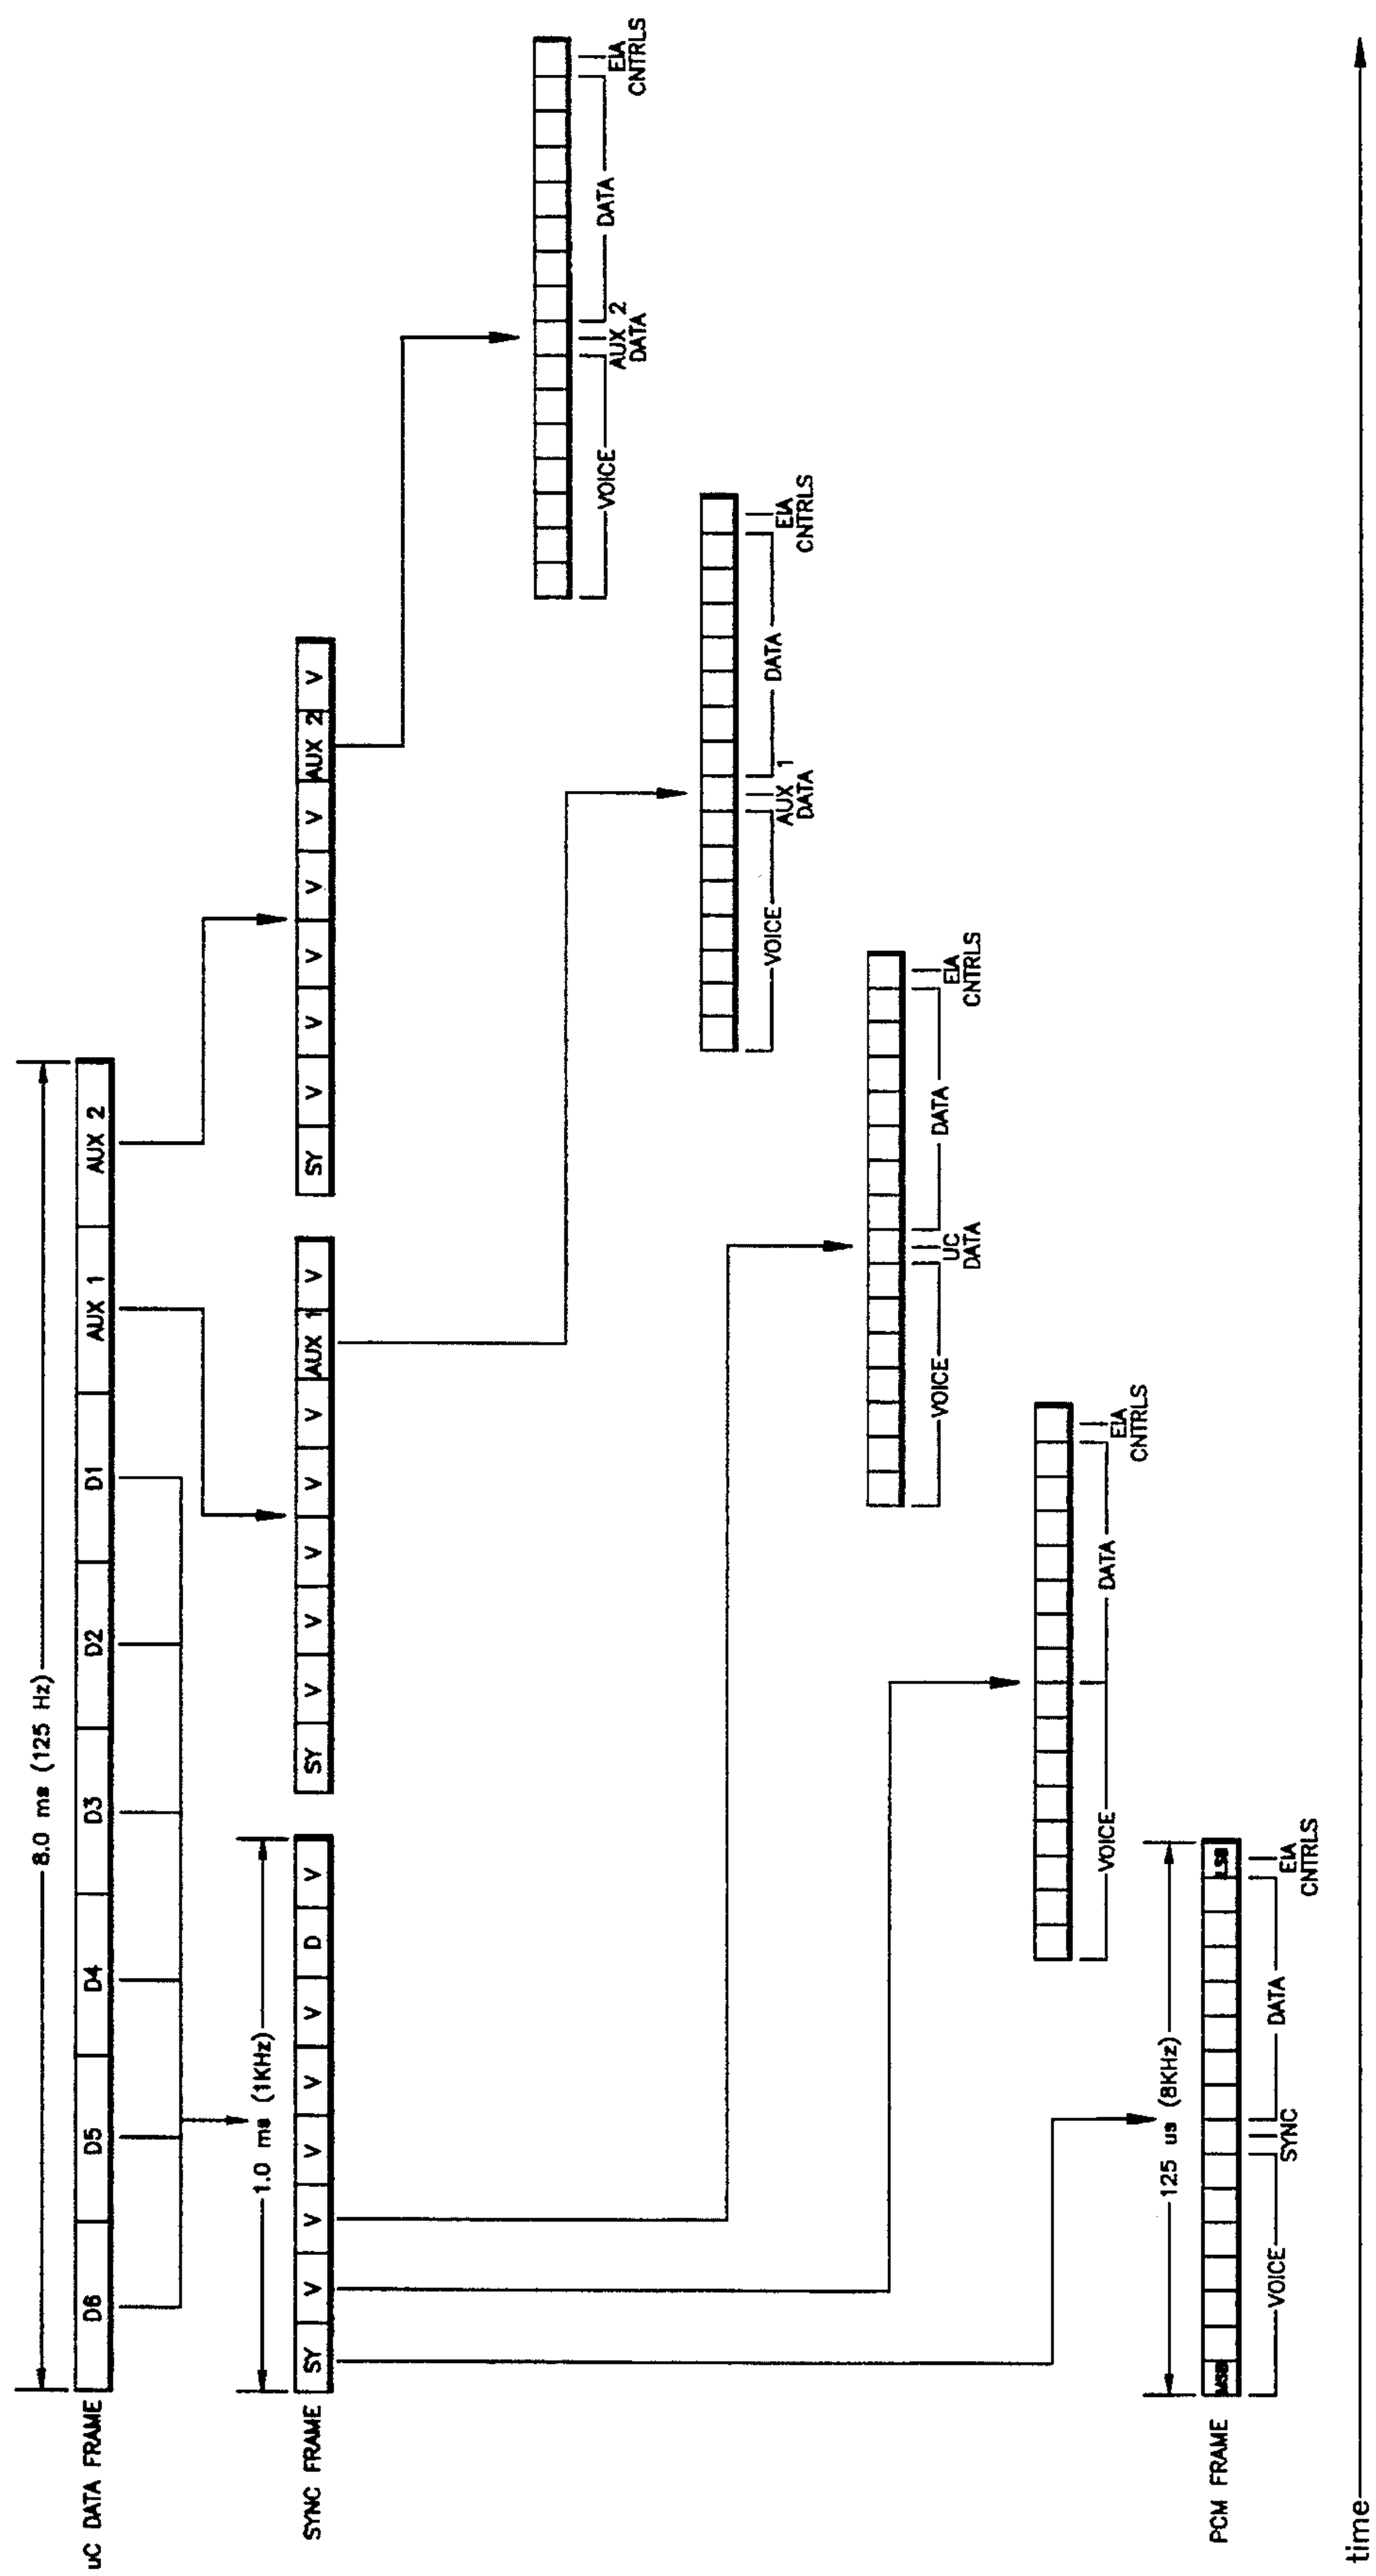 uC DATA FRAME
8.0 ms (125 Hz)
D6 D5 D4 D3 D2 D1 AUX 1 AUX 2
SYNC FRAME
1.0 ms (1KHz)
SY V V V V V D V
SY V V V V V AUX 1 V
SY V V V V V AUX 2 V
VOICE AUX 2 DATA EIA
DATA CNTRLS
VOICE AUX 1 DATA EIA
DATA CNTRLS
VOICE UC DATA EIA
DATA CNTRLS
VOICE DATA EIA
CNTRLS
PCM FRAME
125 us (8KHz)
MSB LSB
VOICE SYNC DATA EIA
CNTRLS
time